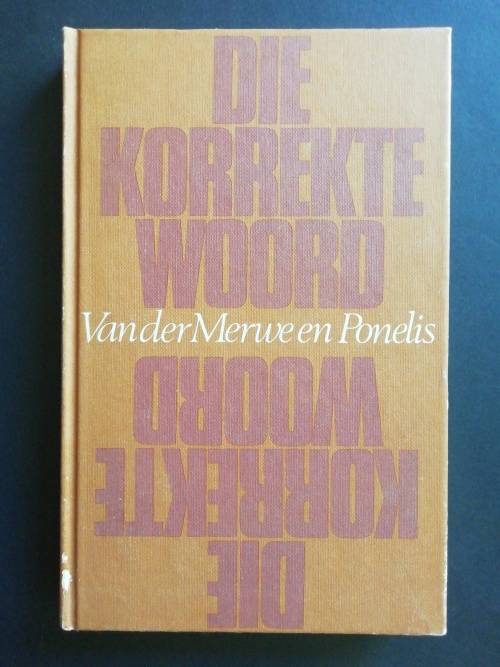 DIE
KORREKTE
WOORD
Van der Merwe en Ponelis
WOORD
KORREKTE
DIE